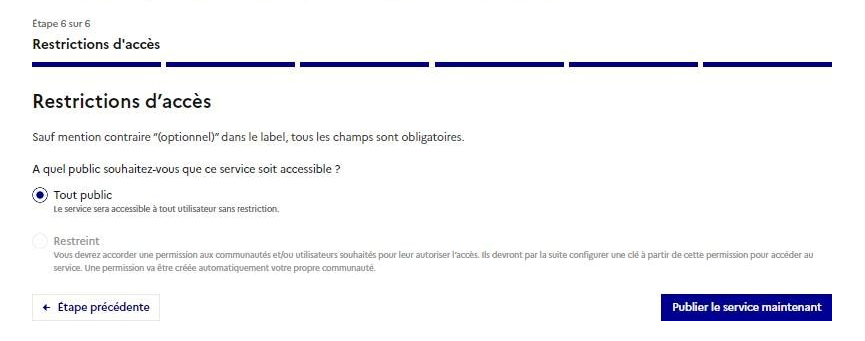 Étape 6 sur 6
Restrictions d'accès
Restrictions d’accès
Sauf mention contraire “(optionnel)” dans le label, tous les champs sont obligatoires.
A quel public souhaitez-vous que ce service soit accessible ?
Tout public
Le service sera accessible à tout utilisateur sans restriction.
Restreint
Vous devrez accorder une permission aux communautés et/ou utilisateurs souhaités pour leur autoriser l’accès. Ils devront par la suite configurer une clé à partir de cette permission pour accéder au
service. Une permission va être créée automatiquement votre propre communauté.
← Étape précédente
Publier le service maintenant